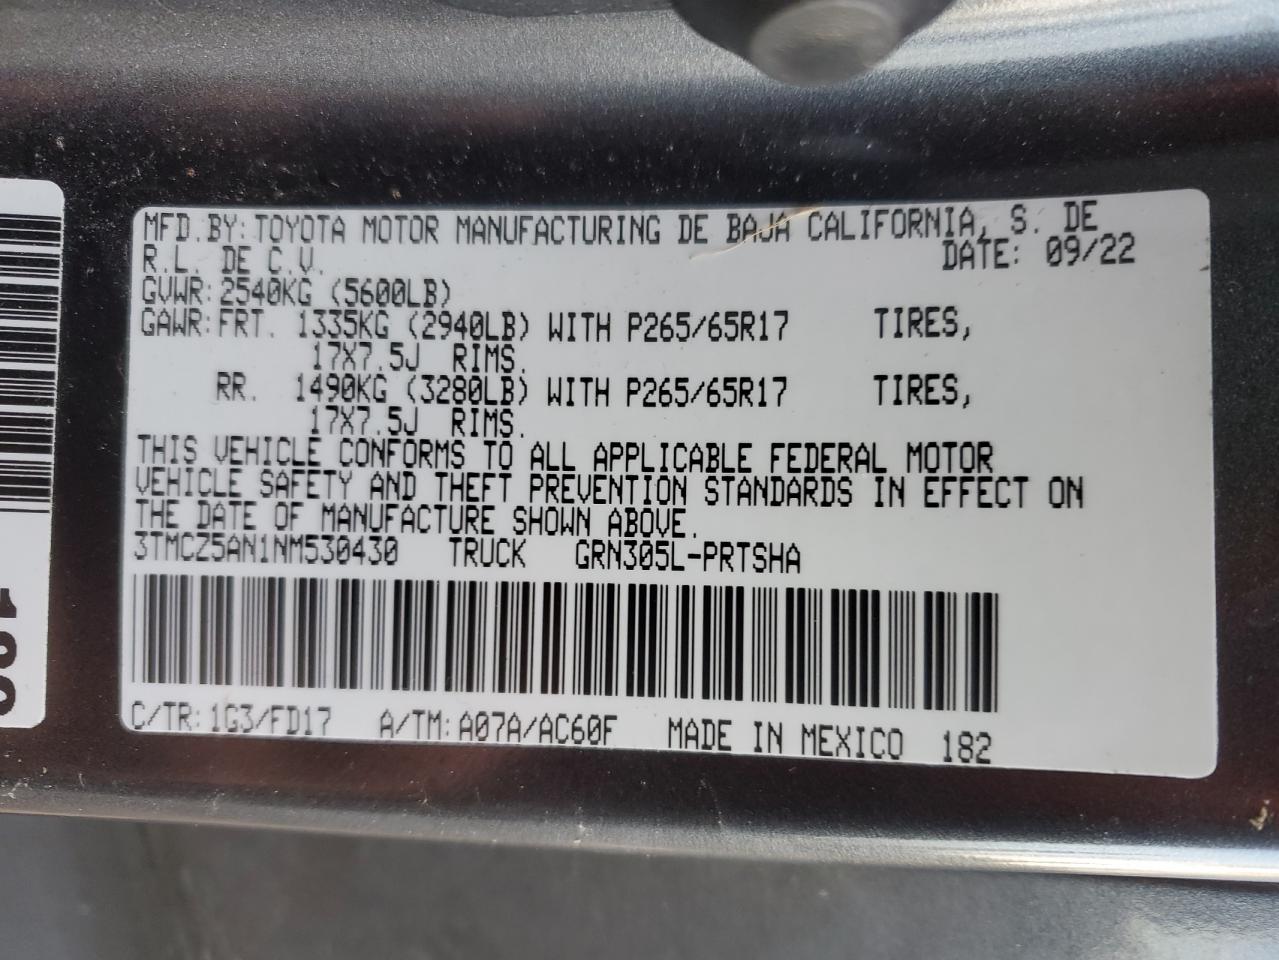 MFD.BY: TOYOTA MOTOR MANUFACTURING DE BAJA CALIFORNIA, S. DE
R.L. DE C.V. DATE: 09/22
GVWR: 2540KG (5600LB)
GAWR: FRT. 1335KG (2940LB) WITH P265/65R17 TIRES,
17X7.5J RIMS.
RR. 1490KG (3280LB) WITH P265/65R17 TIRES,
17X7.5J RIMS.
THIS VEHICLE CONFORMS TO ALL APPLICABLE FEDERAL MOTOR
VEHICLE SAFETY AND THEFT PREVENTION STANDARDS IN EFFECT ON
THE DATE OF MANUFACTURE SHOWN ABOVE.
3TMCZ5AN1NM530430 TRUCK GRN305L-PRTSHA
C/TR: 1G3/FD17 A/TM: A07A/AC60F MADE IN MEXICO 182